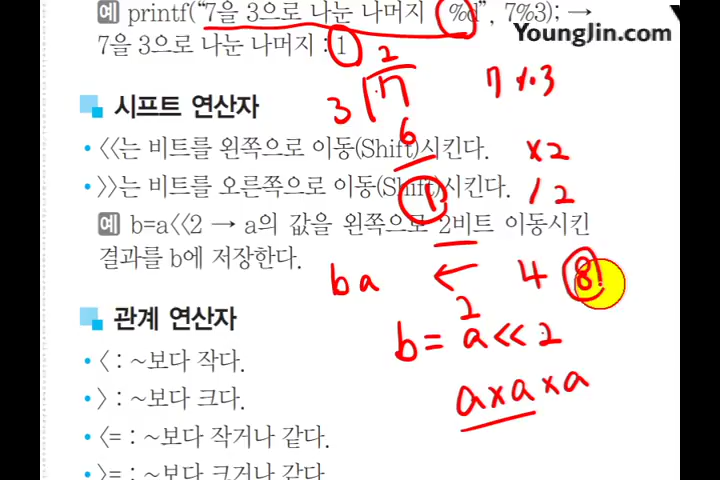 예 printf("7을 3으로 나눈 나머지 %d", 7%3); →
7을 3으로 나눈 나머지 : 1
YoungJin.com
2
3 7
7 % 3
6
1
시프트 연산자
• <<는 비트를 왼쪽으로 이동(Shift)시킨다. ×2
• >>는 비트를 오른쪽으로 이동(Shift)시킨다. / 2
예 b=a<<2 → a의 값을 왼쪽으로 2비트 이동시킨
결과를 b에 저장한다.
b a ← 4 8
2
b = a << 2
a×a×a
관계 연산자
• < : ~보다 작다.
• > : ~보다 크다.
• <= : ~보다 작거나 같다.
• >= : ~보다 크거나 같다.